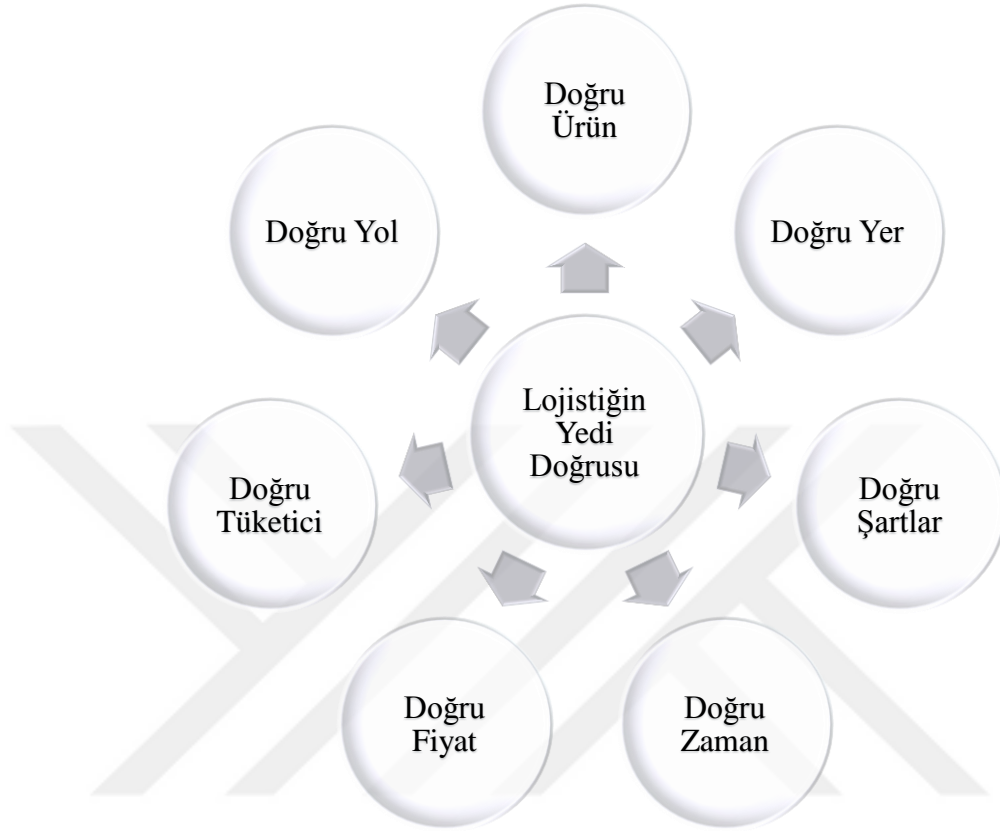 Doğru
Ürün
Doğru Yol
Doğru Yer
Lojistiğin
Yedi
Doğrusu
Doğru
Tüketici
Doğru
Şartlar
Doğru
Fiyat
Doğru
Zaman